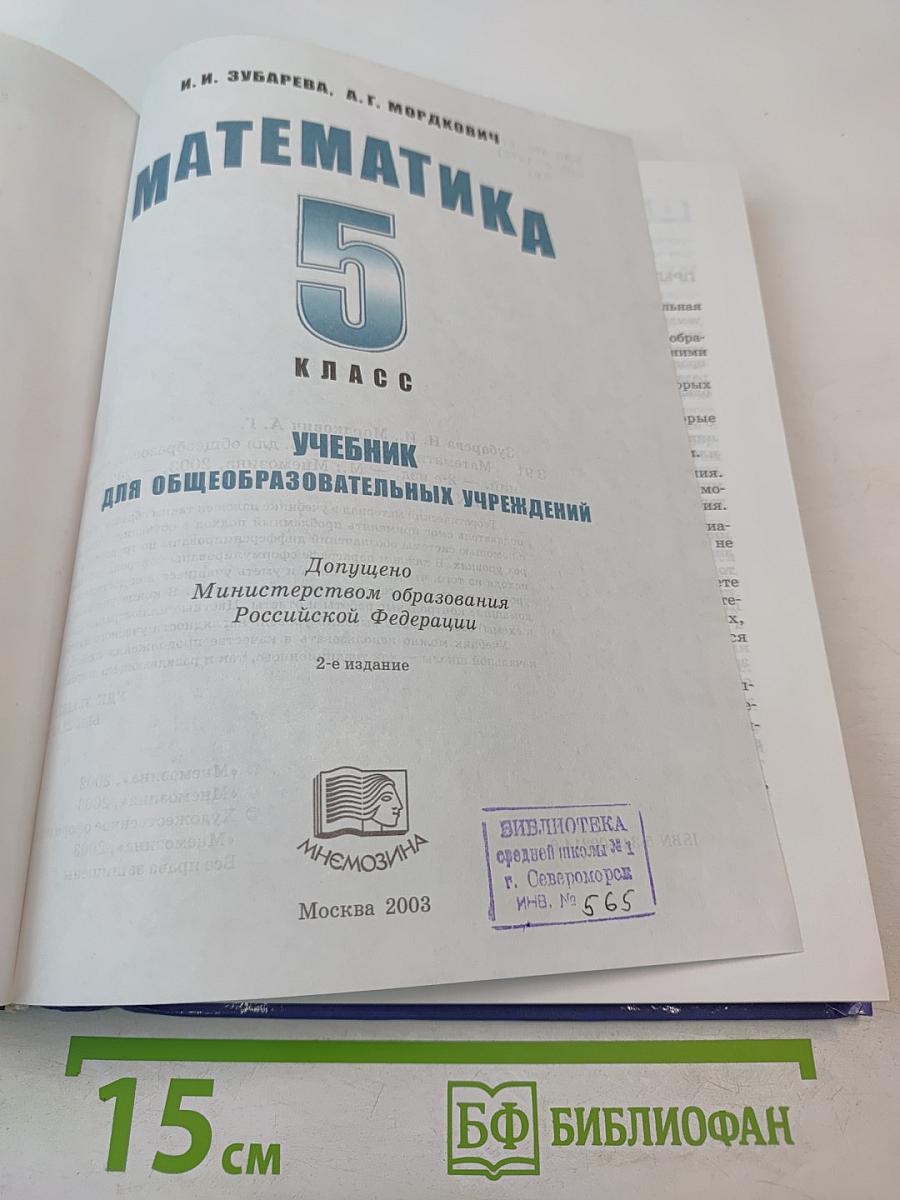 И. И. ЗУБАРЕВА, А. Г. МОРДКОВИЧ
МАТЕМАТИКА
5
КЛАСС
УЧЕБНИК
ДЛЯ ОБЩЕОБРАЗОВАТЕЛЬНЫХ УЧРЕЖДЕНИЙ
Допущено
Министерством образования
Российской Федерации
2-е издание
МНЕМОЗИНА
Москва 2003
БИБЛИОТЕКА
средней школы № 1
г. Североморск
ИНВ. № 565
15 см
БФ БИБЛИОФАН